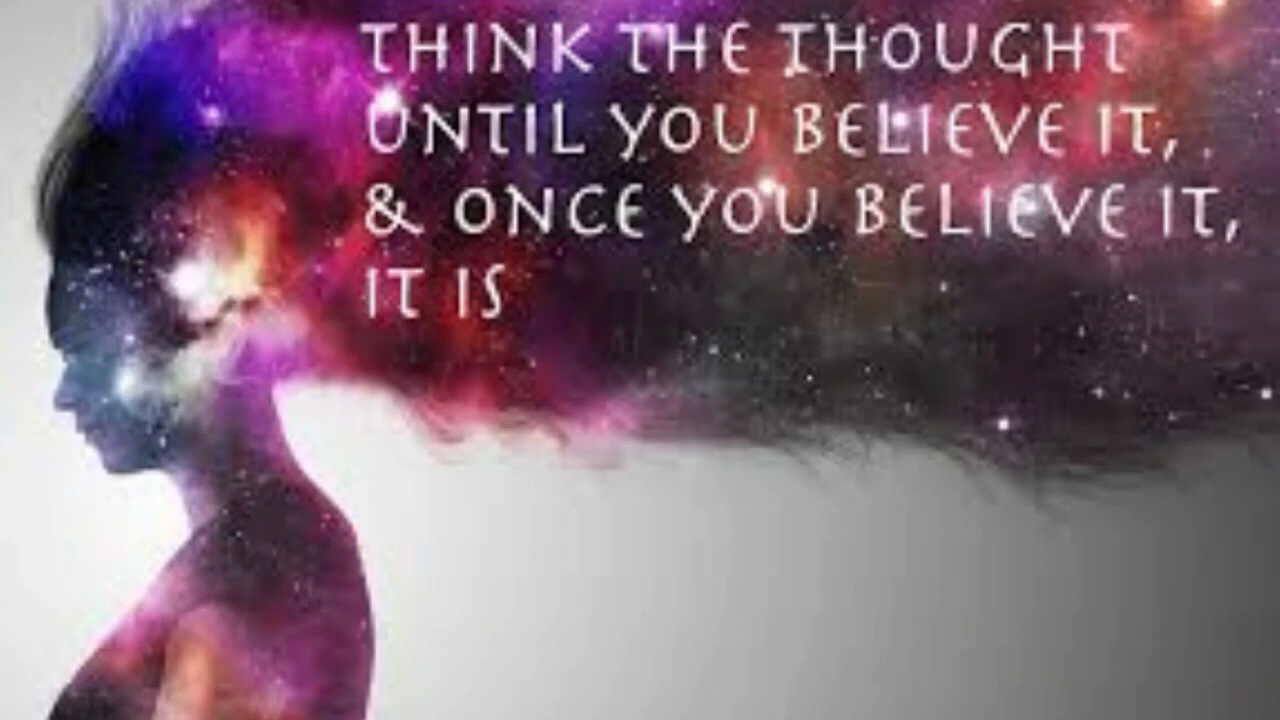 THINK THE THOUGHT
UNTIL YOU BELIEVE IT,
& ONCE YOU BELIEVE IT,
IT IS